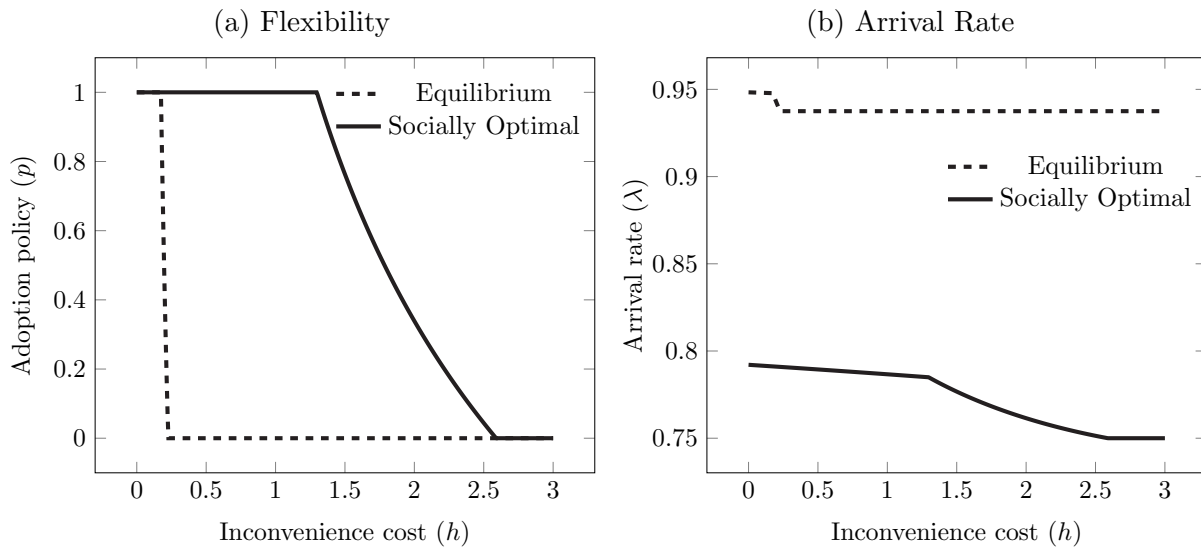 (a) Flexibility
Adoption policy (p)
1
0.8
0.6
0.4
0.2
0
Equilibrium
Socially Optimal
0 0.5 1 1.5 2 2.5 3
Inconvenience cost (h)
(b) Arrival Rate
Arrival rate (λ)
0.95
0.9
0.85
0.8
0.75
Equilibrium
Socially Optimal
0 0.5 1 1.5 2 2.5 3
Inconvenience cost (h)